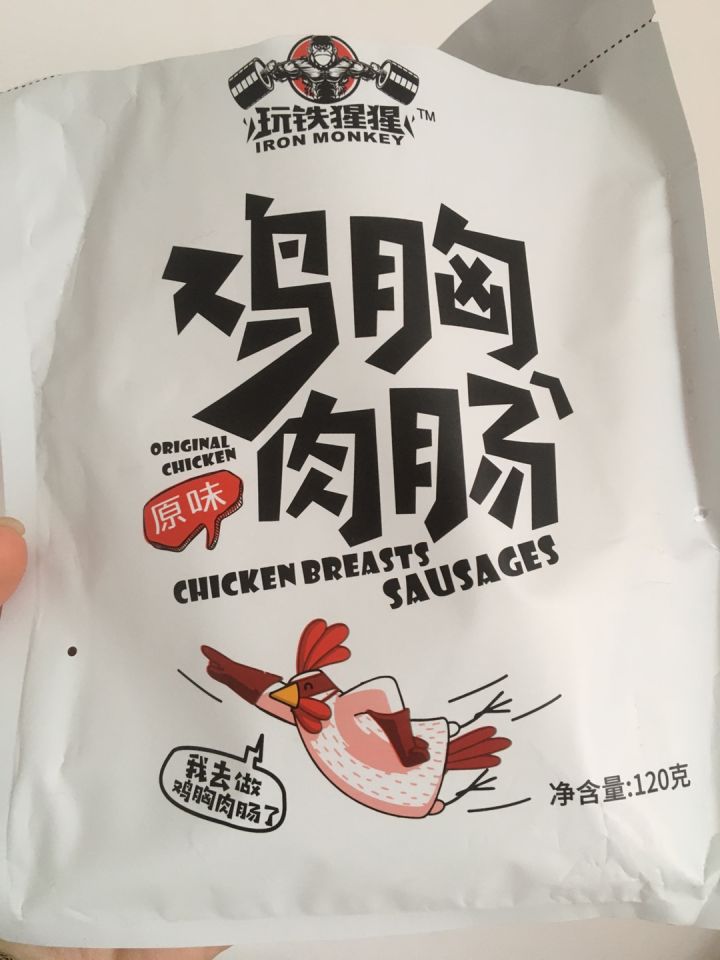 玩铁猩猩TM
IRON MONKEY
鸡胸
肉肠
ORIGINAL
CHICKEN
原味
CHICKEN BREASTS
SAUSAGES
我去做
鸡胸肉肠了
净含量:120克